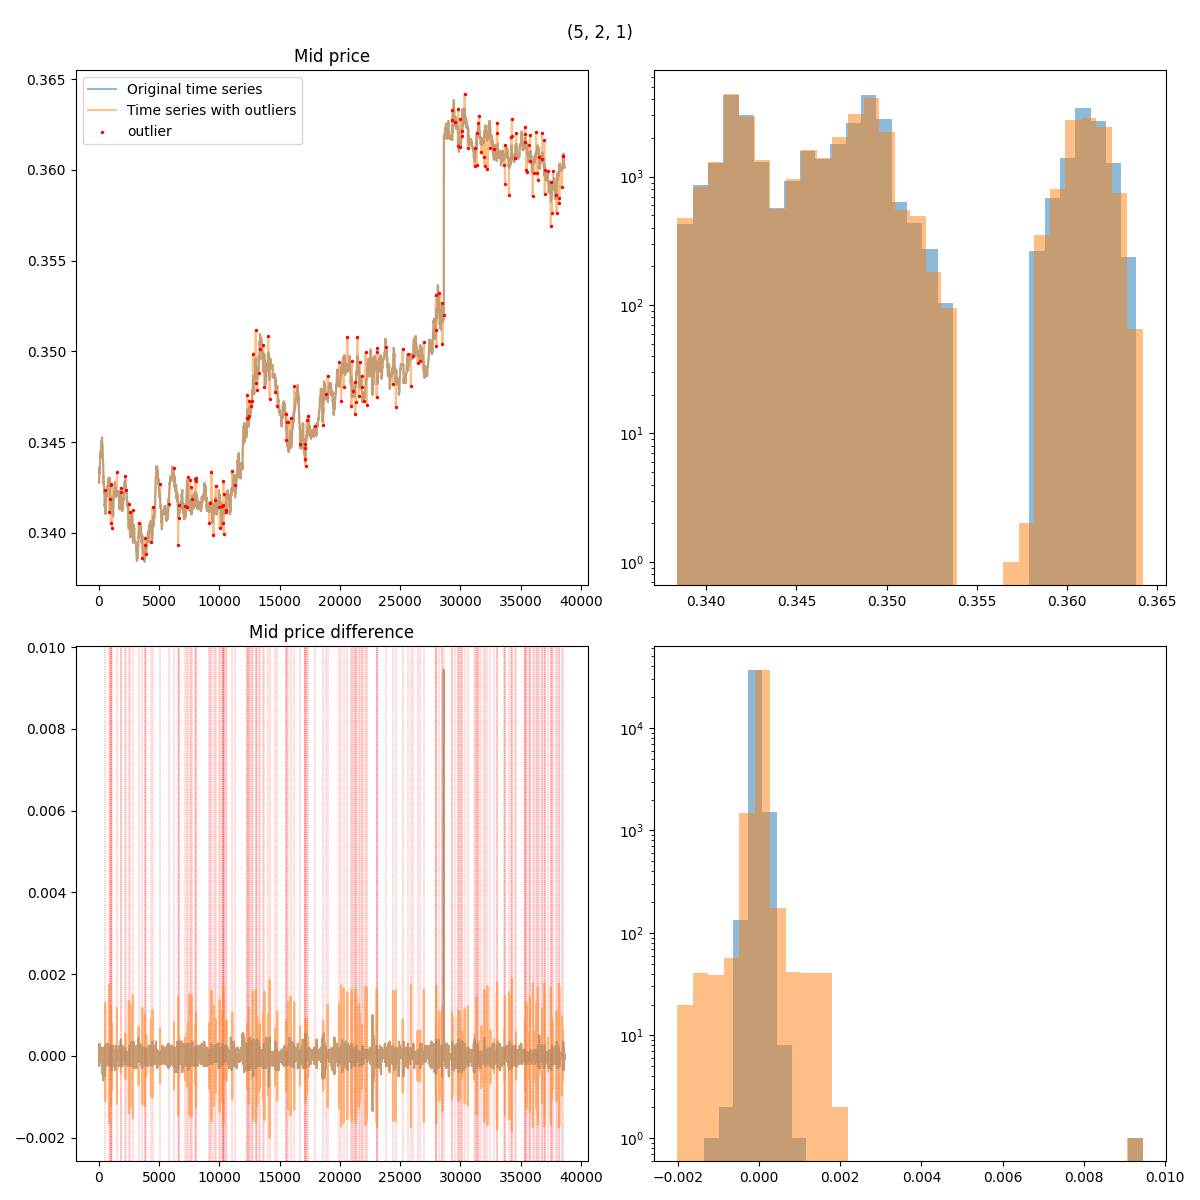 (5, 2, 1)
Mid price
Original time series
Time series with outliers
outlier
0.365
0.360
0.355
0.350
0.345
0.340
0 5000 10000 15000 20000 25000 30000 35000 40000
10³
10²
10¹
10⁰
0.340 0.345 0.350 0.355 0.360 0.365
Mid price difference
0.010
0.008
0.006
0.004
0.002
0.000
−0.002
0 5000 10000 15000 20000 25000 30000 35000 40000
10⁴
10³
10²
10¹
10⁰
−0.002 0.000 0.002 0.004 0.006 0.008 0.010